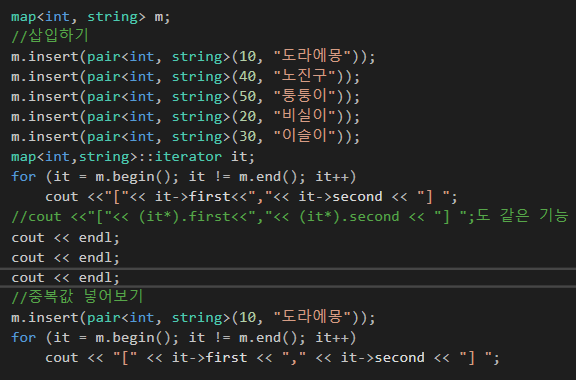 map<int, string> m;
//삽입하기
m.insert(pair<int, string>(10, "도라에몽"));
m.insert(pair<int, string>(40, "노진구"));
m.insert(pair<int, string>(50, "퉁퉁이"));
m.insert(pair<int, string>(20, "비실이"));
m.insert(pair<int, string>(30, "이슬이"));
map<int,string>::iterator it;
for (it = m.begin(); it != m.end(); it++)
cout <<"["<< it->first<<","<< it->second << "] ";
//cout <<"["<< (it*).first<<","<< (it*).second << "] ";도 같은 기능
cout << endl;
cout << endl;
cout << endl;
//중복값 넣어보기
m.insert(pair<int, string>(10, "도라에몽"));
for (it = m.begin(); it != m.end(); it++)
cout << "[" << it->first << "," << it->second << "] ";